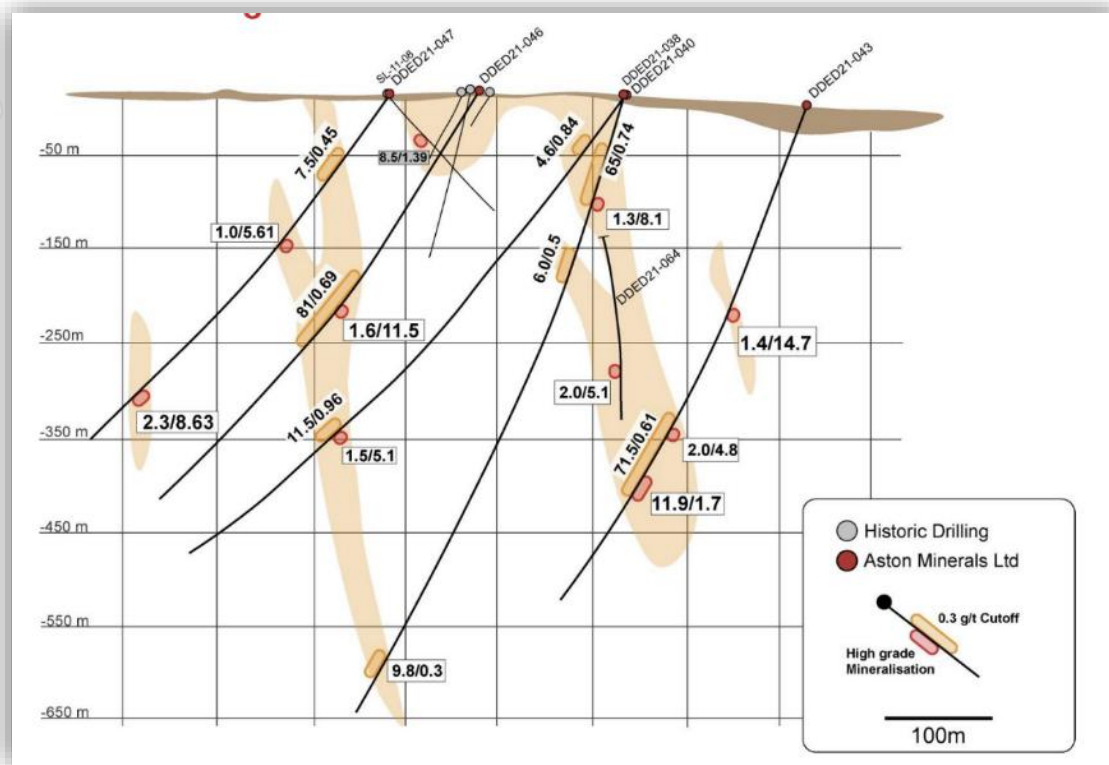 SL-11-08
DDED21-047
DDED21-046
DDED21-038
DDED21-040
DDED21-043
-50 m
7.5/0.45
8.5/1.39
4.6/0.84
65/0.74
1.3/8.1
-150 m
1.0/5.61
6.0/0.5
DDED21-064
81/0.69
1.6/11.5
-250m
1.4/14.7
2.0/5.1
2.3/8.63
11.5/0.96
-350 m
1.5/5.1
71.5/0.61
2.0/4.8
11.9/1.7
-450 m
-550 m
9.8/0.3
-650 m
Historic Drilling
Aston Minerals Ltd
0.3 g/t Cutoff
High grade
Mineralisation
100m